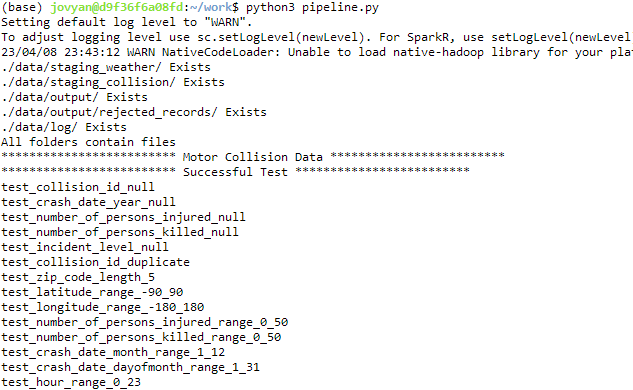 (base) jovyan@d9f36f6a08fd:~/work$ python3 pipeline.py
Setting default log level to "WARN".
To adjust logging level use sc.setLogLevel(newLevel). For SparkR, use setLogLevel(newLevel
23/04/08 23:43:12 WARN NativeCodeLoader: Unable to load native-hadoop library for your pla
./data/staging_weather/ Exists
./data/staging_collision/ Exists
./data/output/ Exists
./data/output/rejected_records/ Exists
./data/log/ Exists
All folders contain files
************************* Motor Collision Data *************************
************************* Successful Test *************************
test_collision_id_null
test_crash_date_year_null
test_number_of_persons_injured_null
test_number_of_persons_killed_null
test_incident_level_null
test_collision_id_duplicate
test_zip_code_length_5
test_latitude_range_-90_90
test_longitude_range_-180_180
test_number_of_persons_injured_range_0_50
test_number_of_persons_killed_range_0_50
test_crash_date_month_range_1_12
test_crash_date_dayofmonth_range_1_31
test_hour_range_0_23